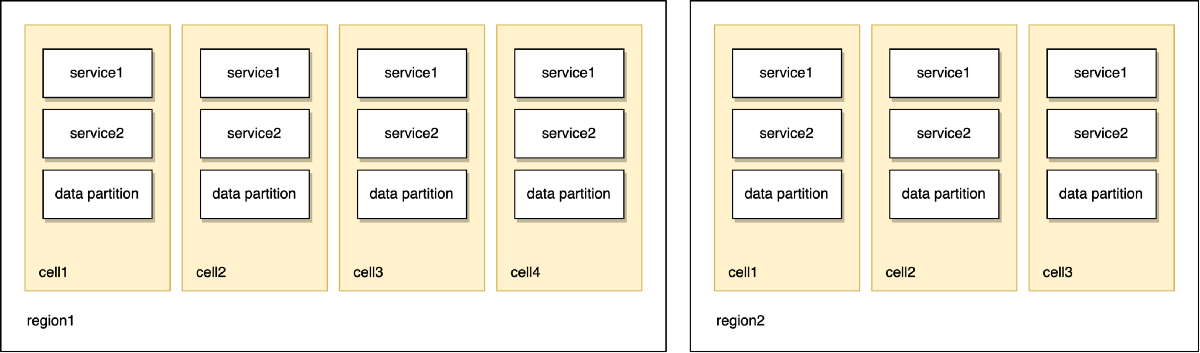 service1
service2
data partition
cell1
service1
service2
data partition
cell2
service1
service2
data partition
cell3
service1
service2
data partition
cell4
region1
service1
service2
data partition
cell1
service1
service2
data partition
cell2
service1
service2
data partition
cell3
region2